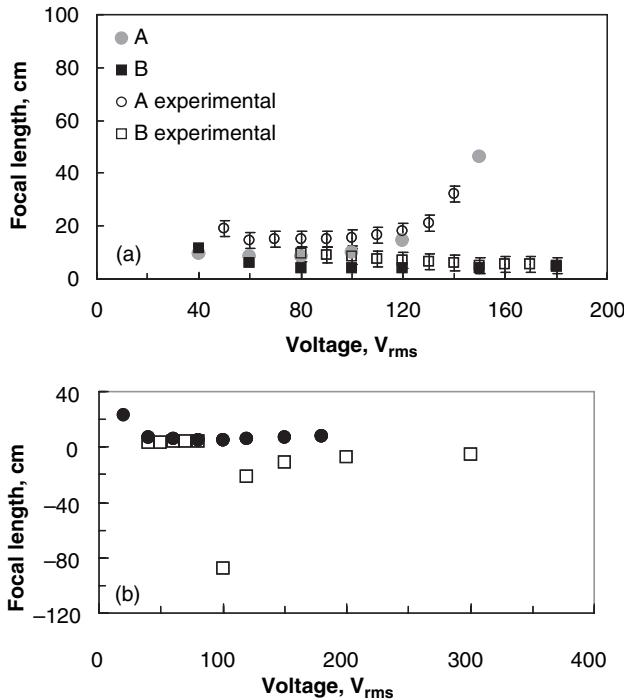 100
80
60
40
20
0
Focal length, cm
A
B
A experimental
B experimental
(a)
0 40 80 120 160 200
Voltage, Vrms
40
0
−40
−80
−120
Focal length, cm
(b)
0 100 200 300 400
Voltage, Vrms